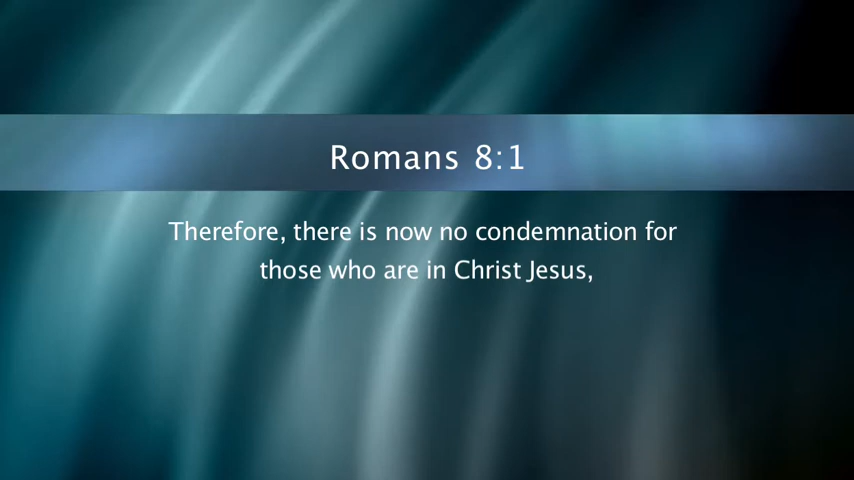 Romans 8:1
Therefore, there is now no condemnation for
those who are in Christ Jesus,